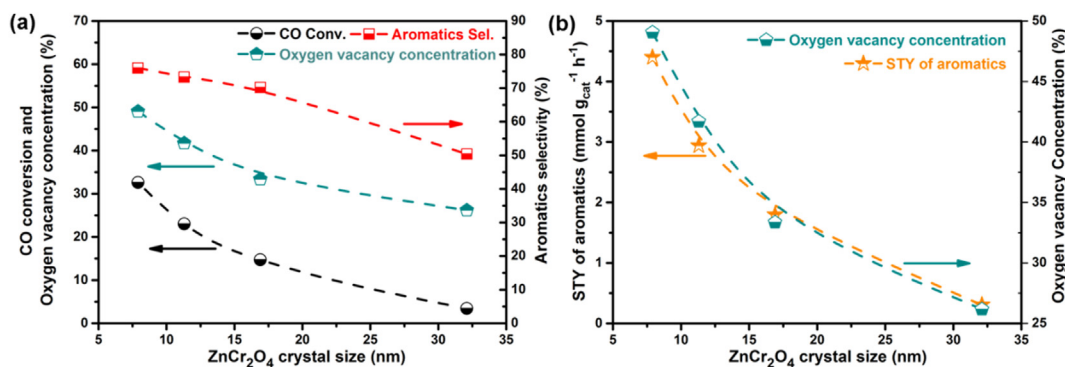 (a)
CO Conv.
Aromatics Sel.
Oxygen vacancy concentration
CO conversion and
Oxygen vacancy concentration (%)
70
60
50
40
30
20
10
0
90
80
70
60
50
40
30
20
10
0
Aromatics selectivity (%)
5 10 15 20 25 30 35
ZnCr₂O₄ crystal size (nm)
(b)
Oxygen vacancy concentration
STY of aromatics
STY of aromatics (mmol g_cat⁻¹ h⁻¹)
5
4
3
2
1
0
50
45
40
35
30
25
Oxygen vacancy Concentration (%)
5 10 15 20 25 30 35
ZnCr₂O₄ crystal size (nm)